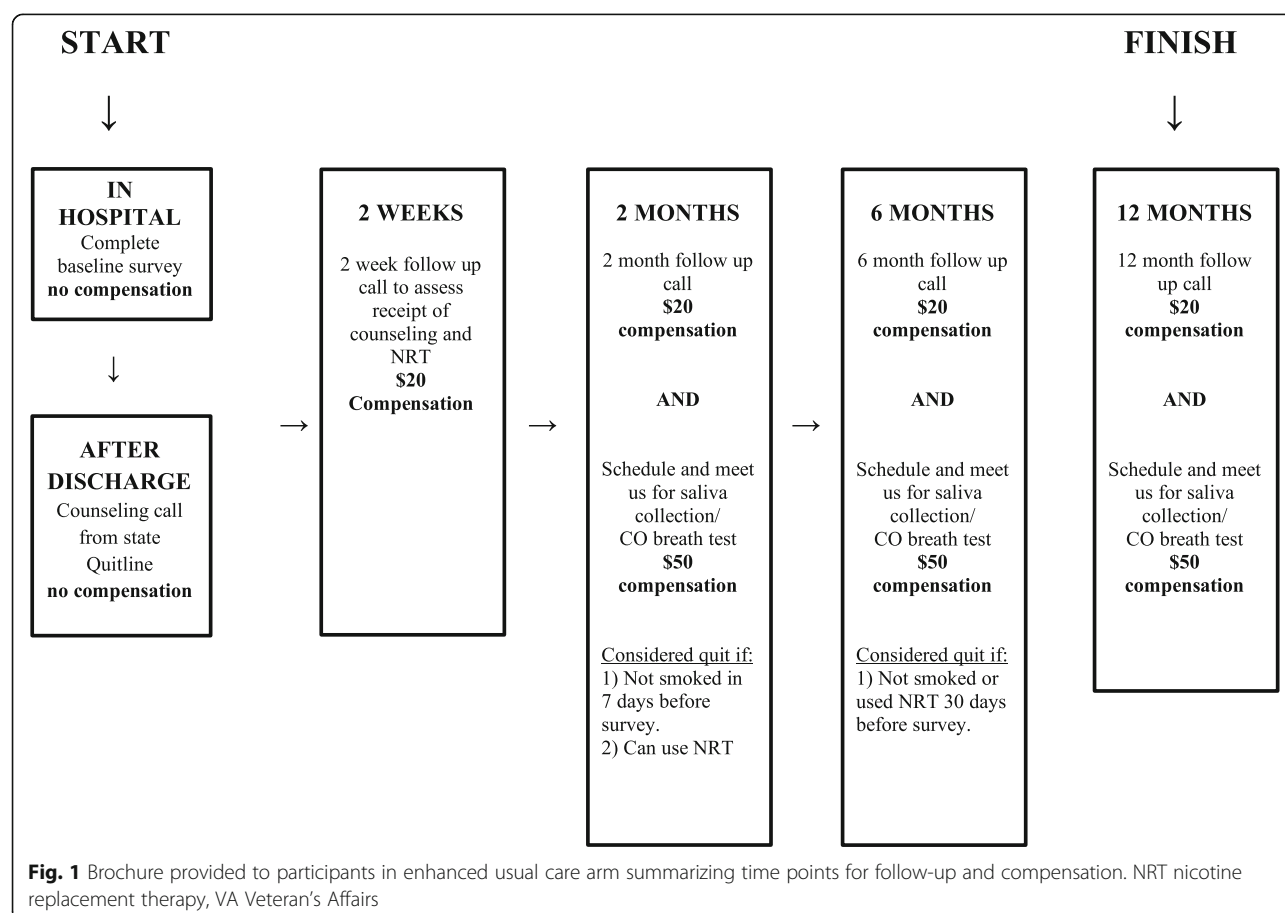 START
FINISH
↓
↓
IN
HOSPITAL
Complete
baseline survey
no compensation
↓
AFTER
DISCHARGE
Counseling call
from state
Quitline
no compensation
→
2 WEEKS
2 week follow up
call to assess
receipt of
counseling and
NRT
$20
Compensation
→
2 MONTHS
2 month follow up
call
$20
compensation
AND
Schedule and meet
us for saliva
collection/
CO breath test
$50
compensation
Considered quit if:
1) Not smoked in
7 days before
survey.
2) Can use NRT
→
6 MONTHS
6 month follow up
call
$20
compensation
AND
Schedule and meet
us for saliva
collection/
CO breath test
$50
compensation
Considered quit if:
1) Not smoked or
used NRT 30 days
before survey.
12 MONTHS
12 month follow
up call
$20
compensation
AND
Schedule and meet
us for saliva
collection/
CO breath test
$50
compensation
Fig. 1 Brochure provided to participants in enhanced usual care arm summarizing time points for follow-up and compensation. NRT nicotine
replacement therapy, VA Veteran’s Affairs